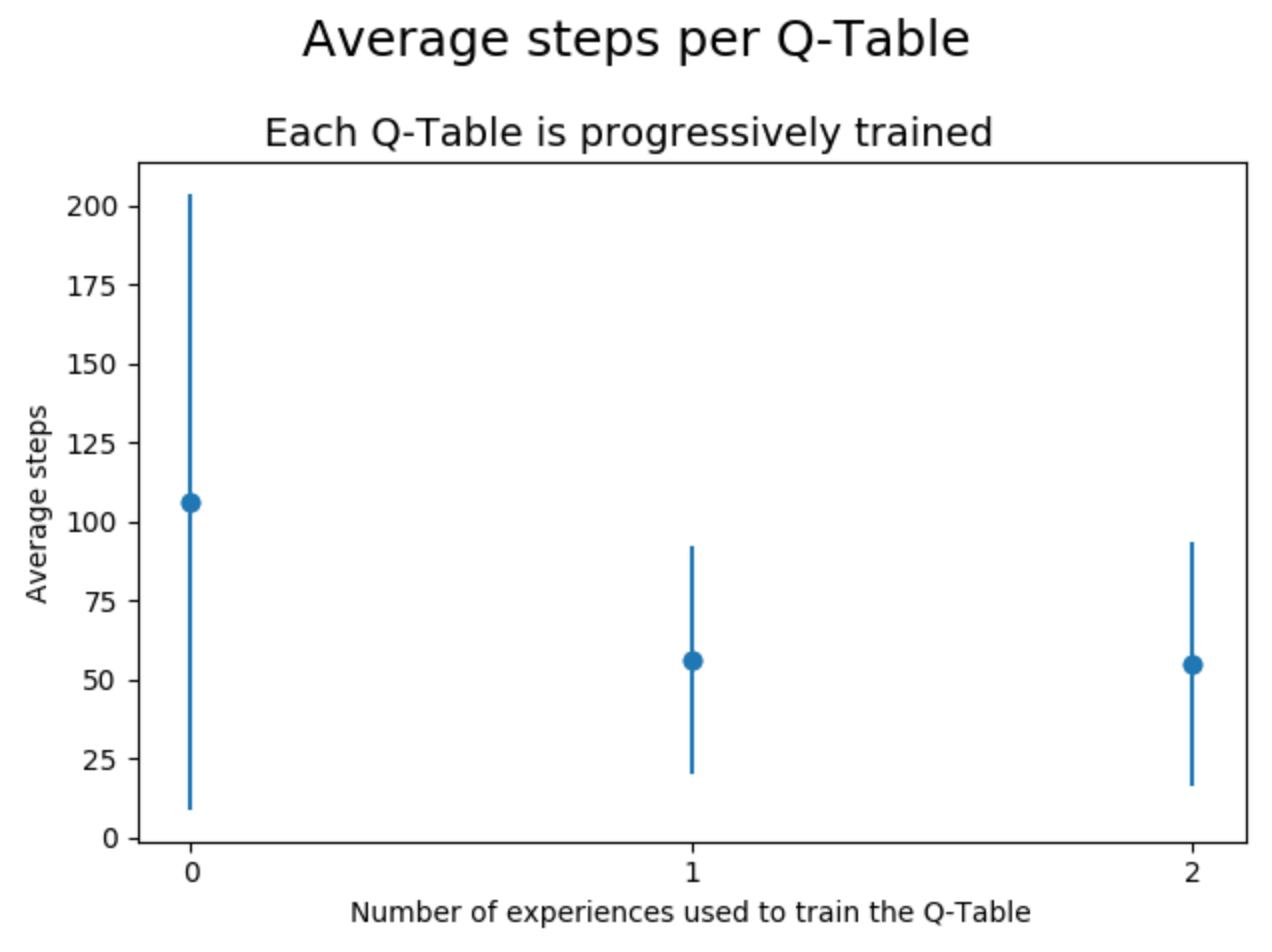 Average steps per Q-Table
Each Q-Table is progressively trained
200
175
150
125
100
75
50
25
0
Average steps
0 1 2
Number of experiences used to train the Q-Table